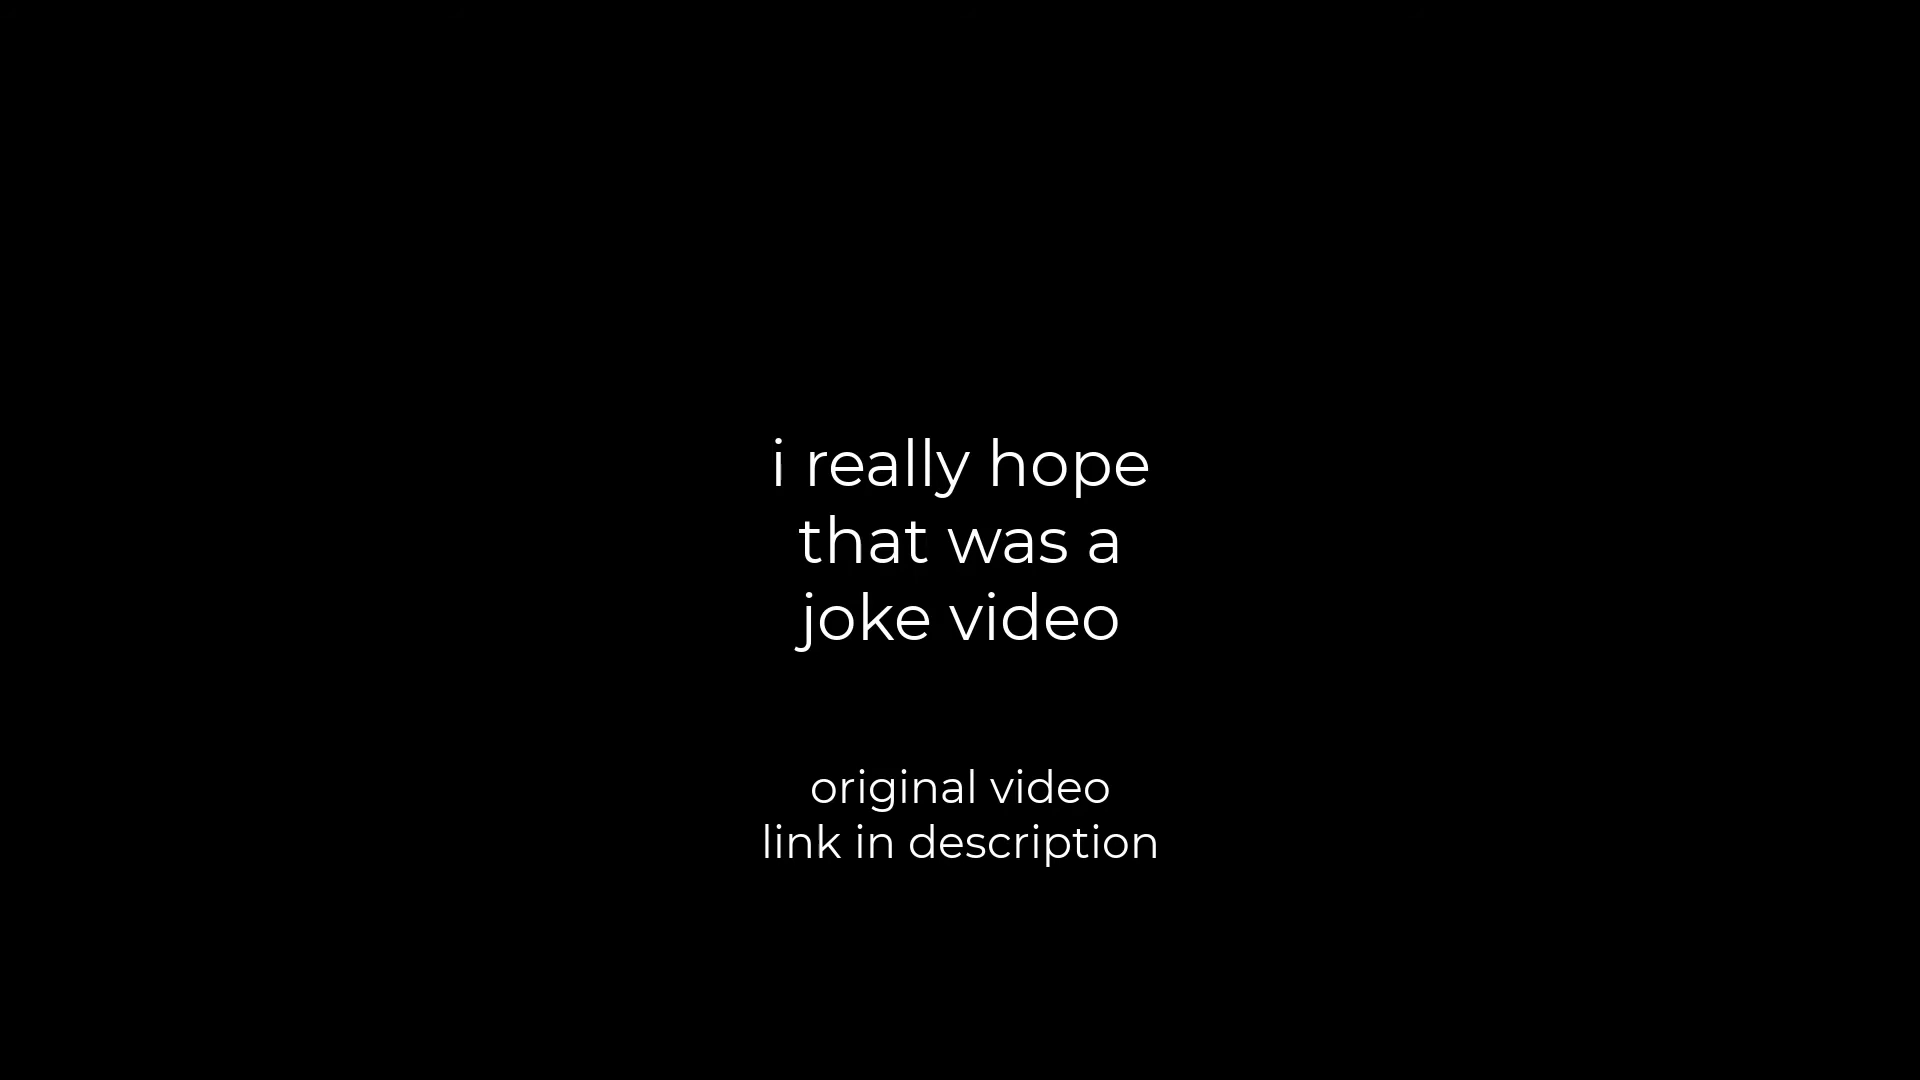 i really hope
that was a
joke video
original video
link in description